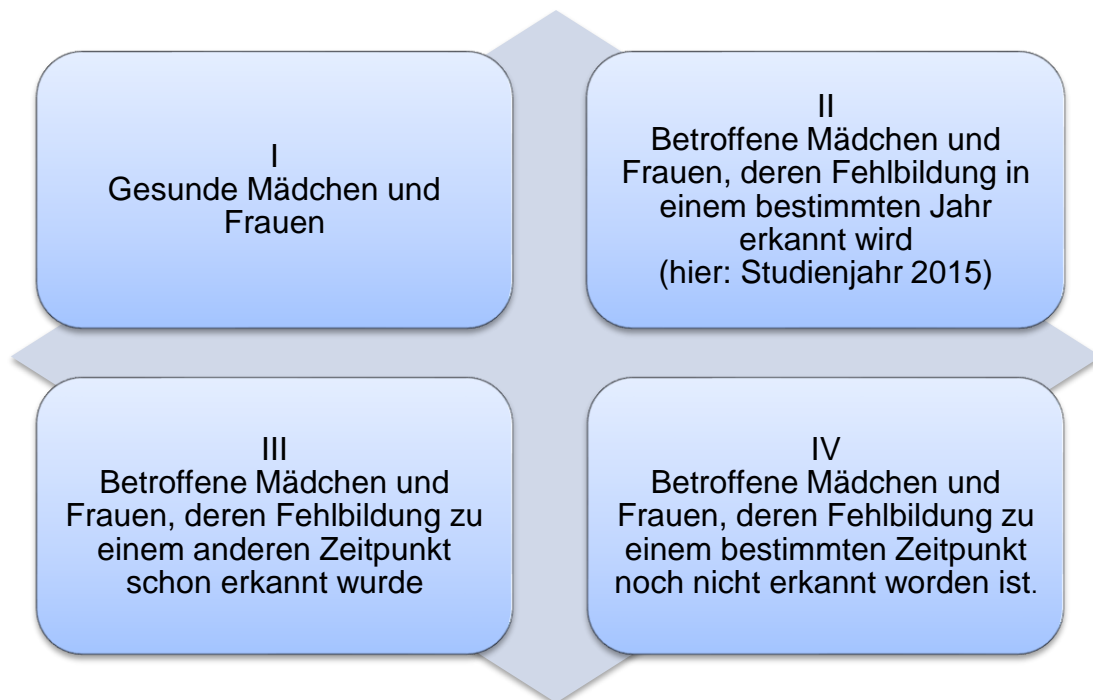 I
Gesunde Mädchen und
Frauen
II
Betroffene Mädchen und
Frauen, deren Fehlbildung in
einem bestimmten Jahr
erkannt wird
(hier: Studienjahr 2015)
III
Betroffene Mädchen und
Frauen, deren Fehlbildung zu
einem anderen Zeitpunkt
schon erkannt wurde
IV
Betroffene Mädchen und
Frauen, deren Fehlbildung zu
einem bestimmten Zeitpunkt
noch nicht erkannt worden ist.